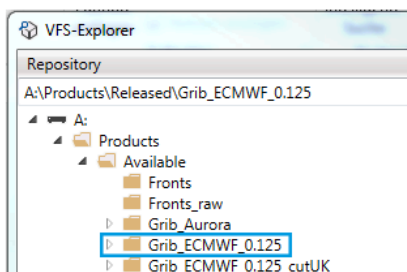 VFS-Explorer
Repository
A:\Products\Released\Grib_ECMWF_0.125
A:
Products
Available
Fronts
Fronts_raw
Grib_Aurora
Grib_ECMWF_0.125
Grib_ECMWF_0.125_cutUK